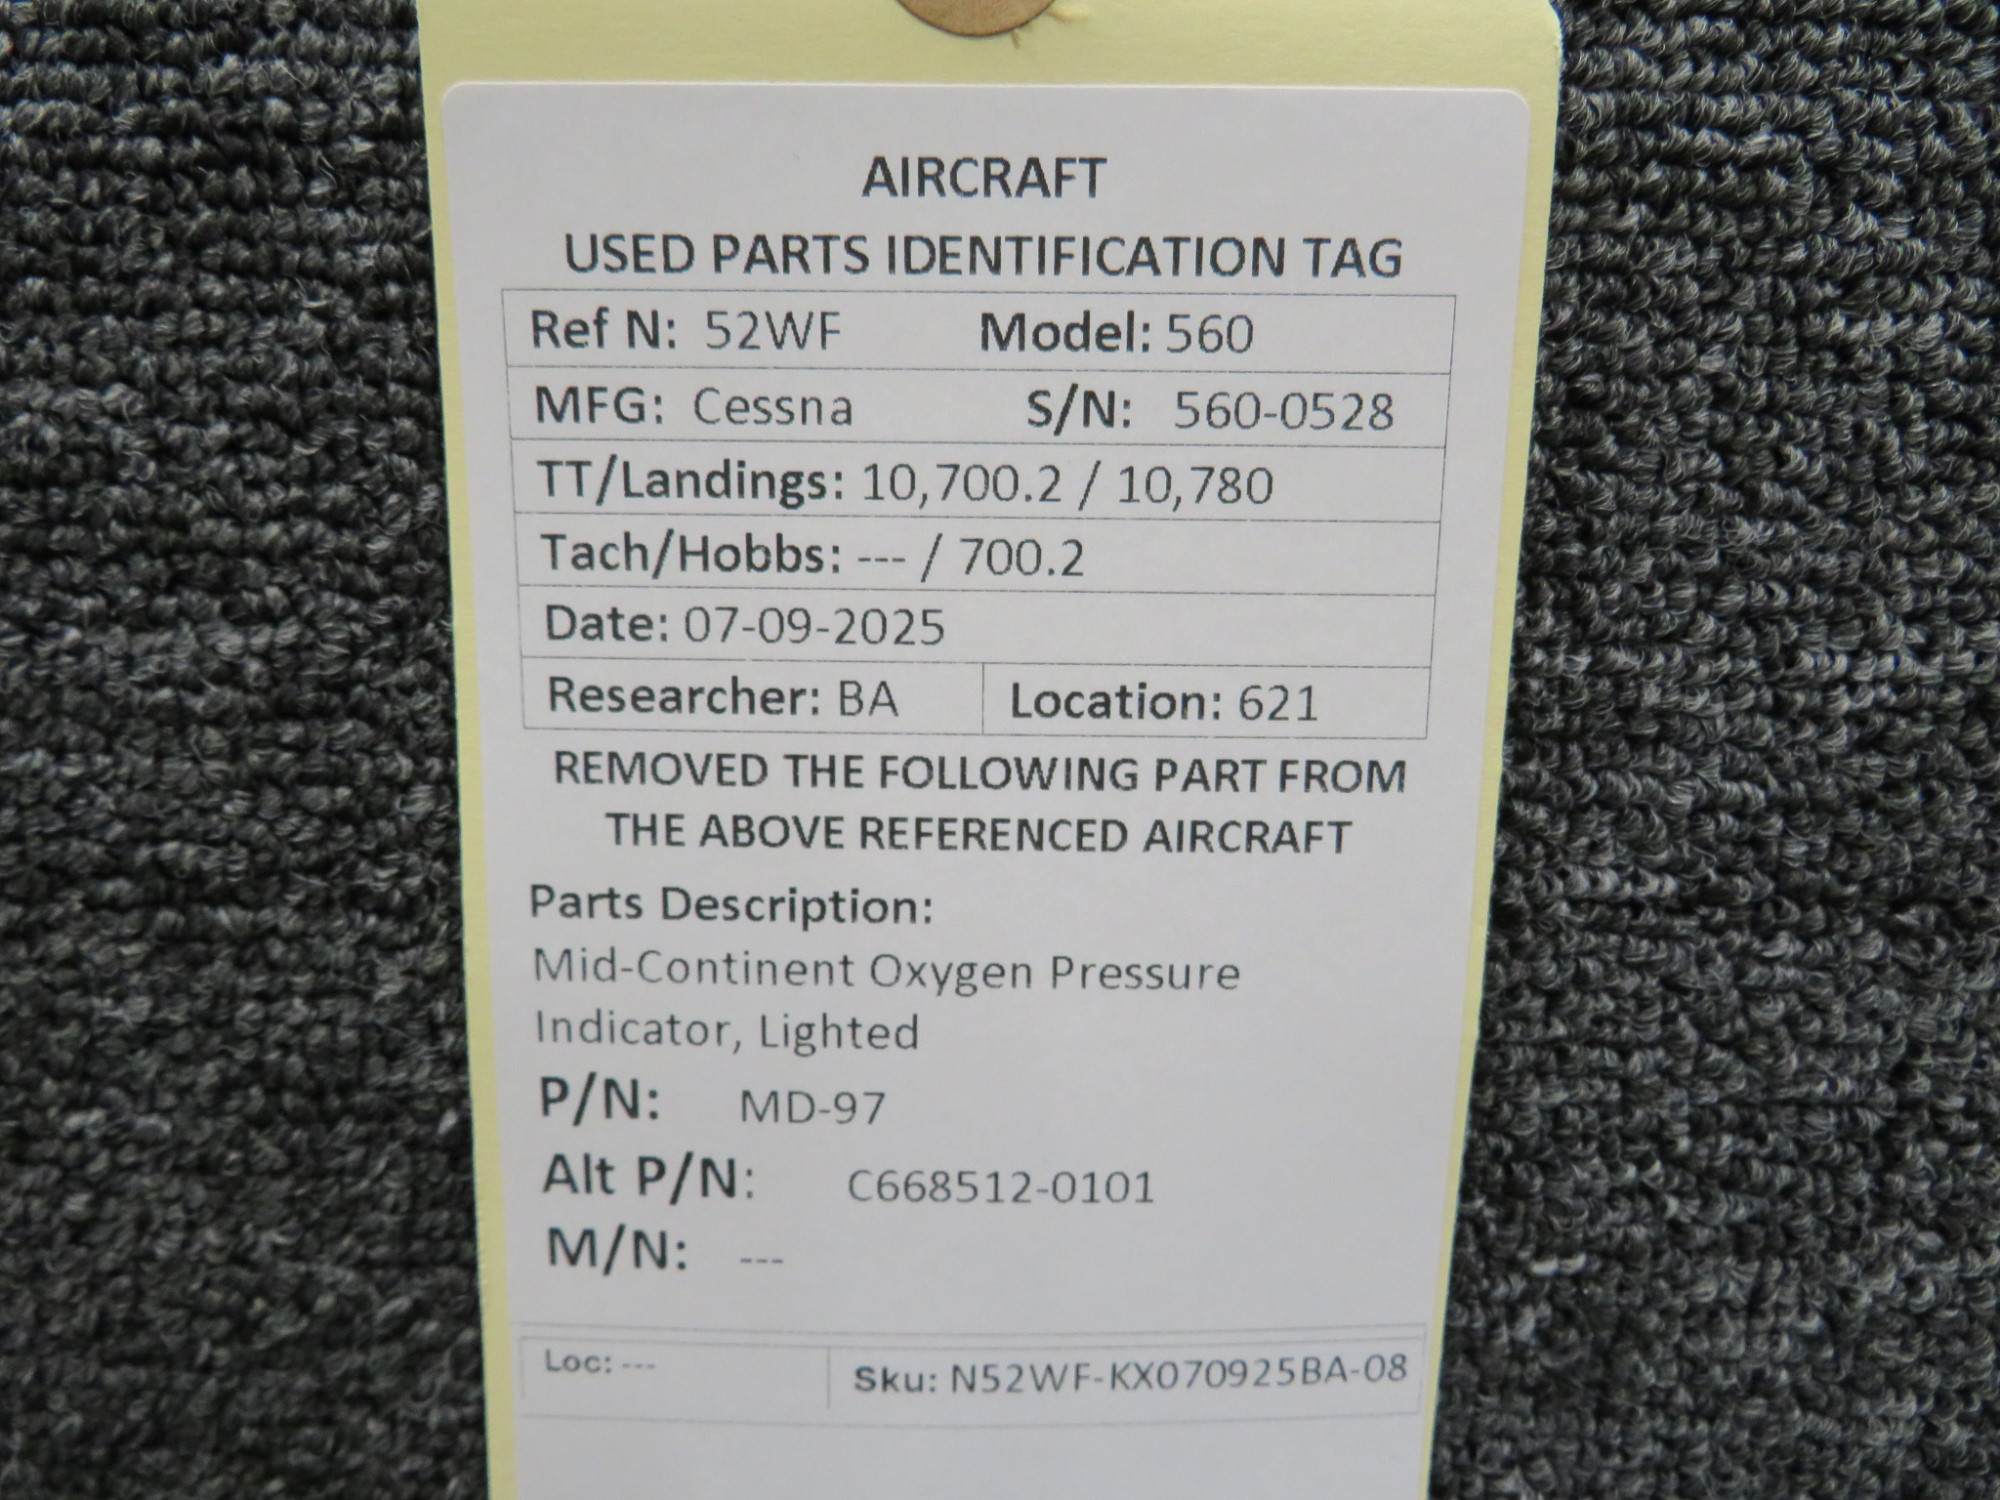 AIRCRAFT
USED PARTS IDENTIFICATION TAG
Ref N: 52WF Model: 560
MFG: Cessna S/N: 560-0528
TT/Landings: 10,700.2 / 10,780
Tach/Hobbs: --- / 700.2
Date: 07-09-2025
Researcher: BA Location: 621
REMOVED THE FOLLOWING PART FROM
THE ABOVE REFERENCED AIRCRAFT
Parts Description:
Mid-Continent Oxygen Pressure
Indicator, Lighted
P/N: MD-97
Alt P/N: C668512-0101
M/N: ---
Loc: --- Sku: N52WF-KX070925BA-08